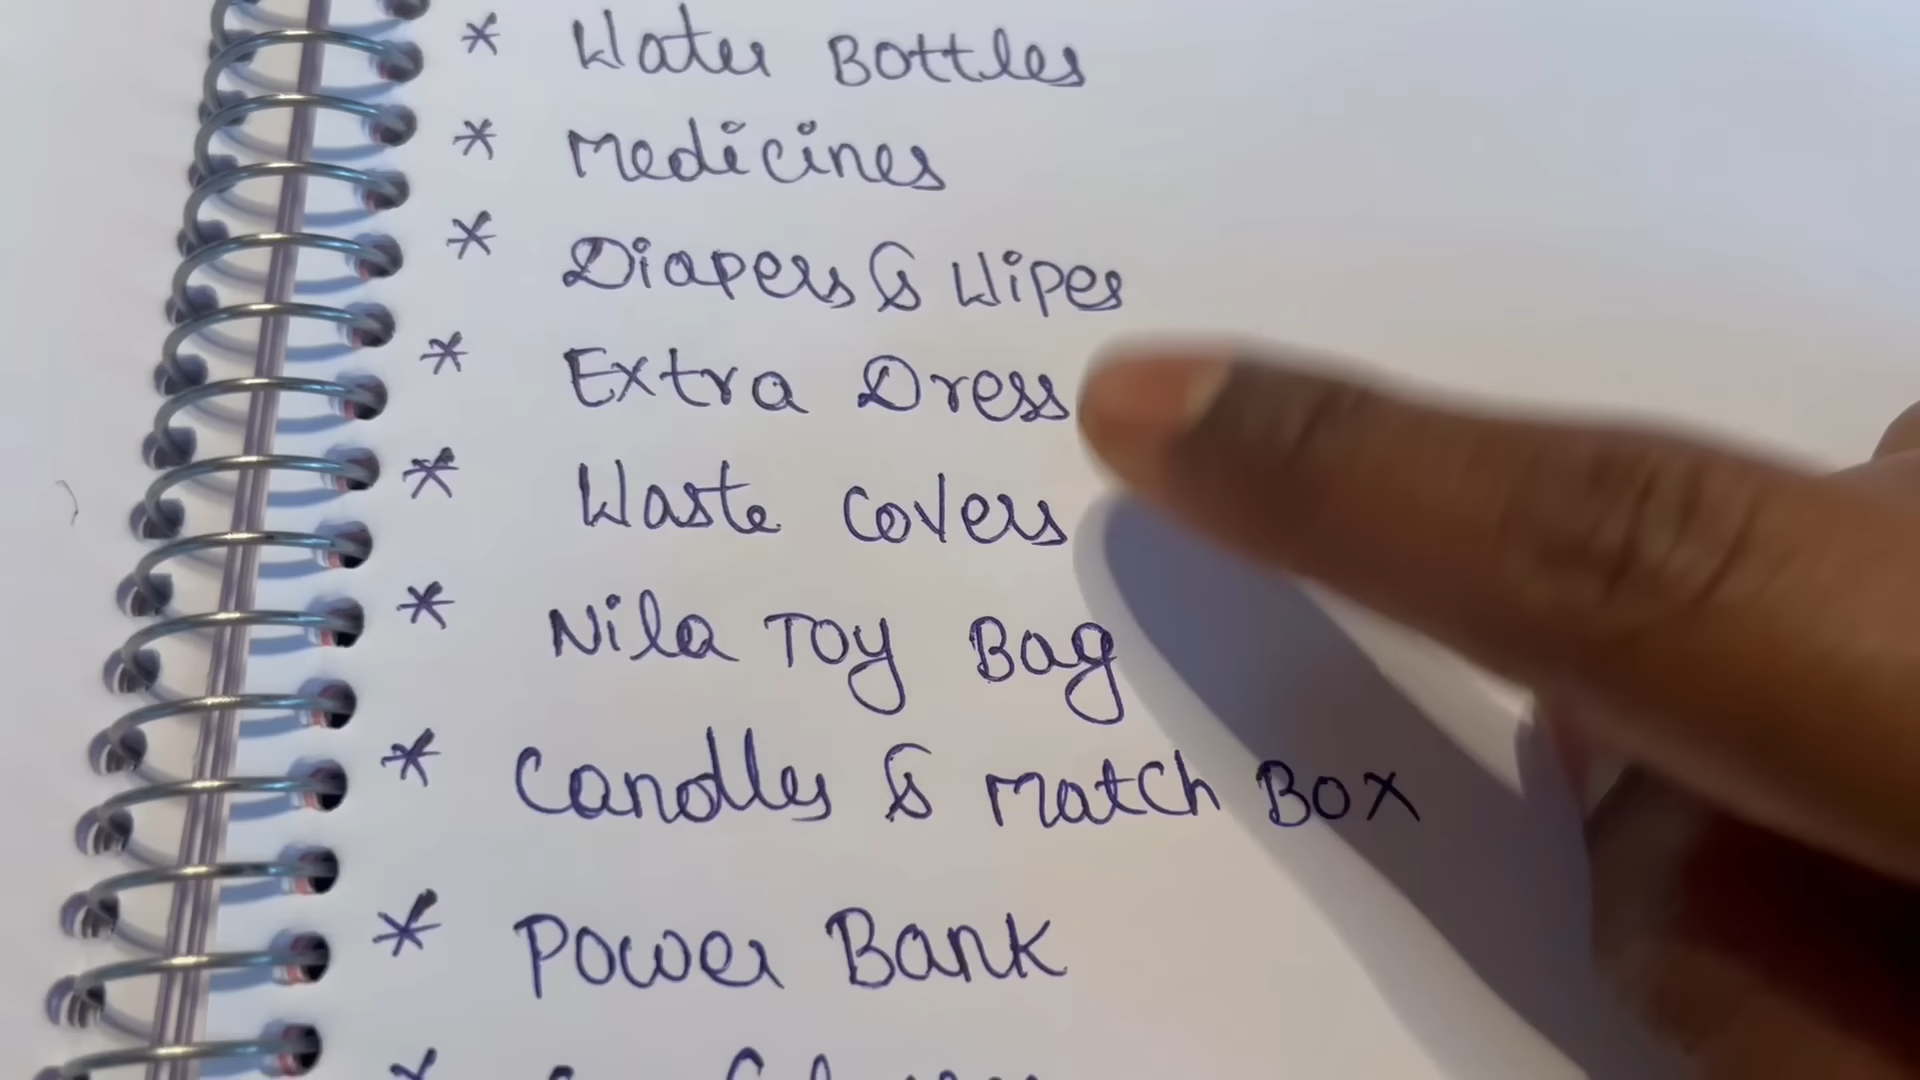 * Water Bottles
* Medicines
* Diapers & Wipes
* Extra Dress
* Waste Covers
* Nila Toy Bag
* Candles & Match Box
* Power Bank
*